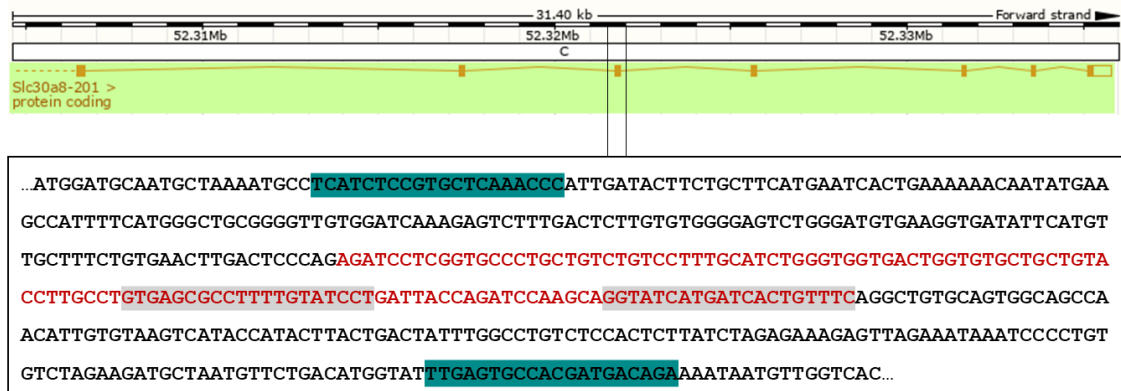 31.40 kb
Forward strand
52.31Mb
52.32Mb
52.33Mb
C
Slc30a8-201 >
protein coding
...ATGGATGCAATGCTAAAATGCCTCATCTCCGTGCTCAAACCCATTGATACTTCTGCTTCATGAATCACTGAAAAAACAATATGAA
GCCATTTTCATGGGCTGCGGGGTTGTGGATCAAAGAGTCTTTGACTCTTGTGTGGGGAGTCTGGGATGTGAAGGTGATATTCATGT
TGCTTTCTGTGAACTTGACTCCCAGAGATCCTCGGTGCCCTGCTGTCTGTCCTTTGCATCTGGGTGGTGACTGGTGTGCTGCTGTA
CCTTGCCTGTGAGCGCCTTTTGTATCCTGATTACCAGATCCAAGCAGGTATCATGATCACTGTTTCAGGCTGTGCAGTGGCAGCCA
ACATTGTGTAAGTCATACCATACTTACTGACTATTTGGCCTGTCTCCACTCTTATCTAGAGAAAGAGTTAGAAATAAATCCCCTGT
GTCTAGAAGATGCTAATGTTCTGACATGGTATTTGAGTGCCACGATGACAGAAAATAATGTTGGTCAC...